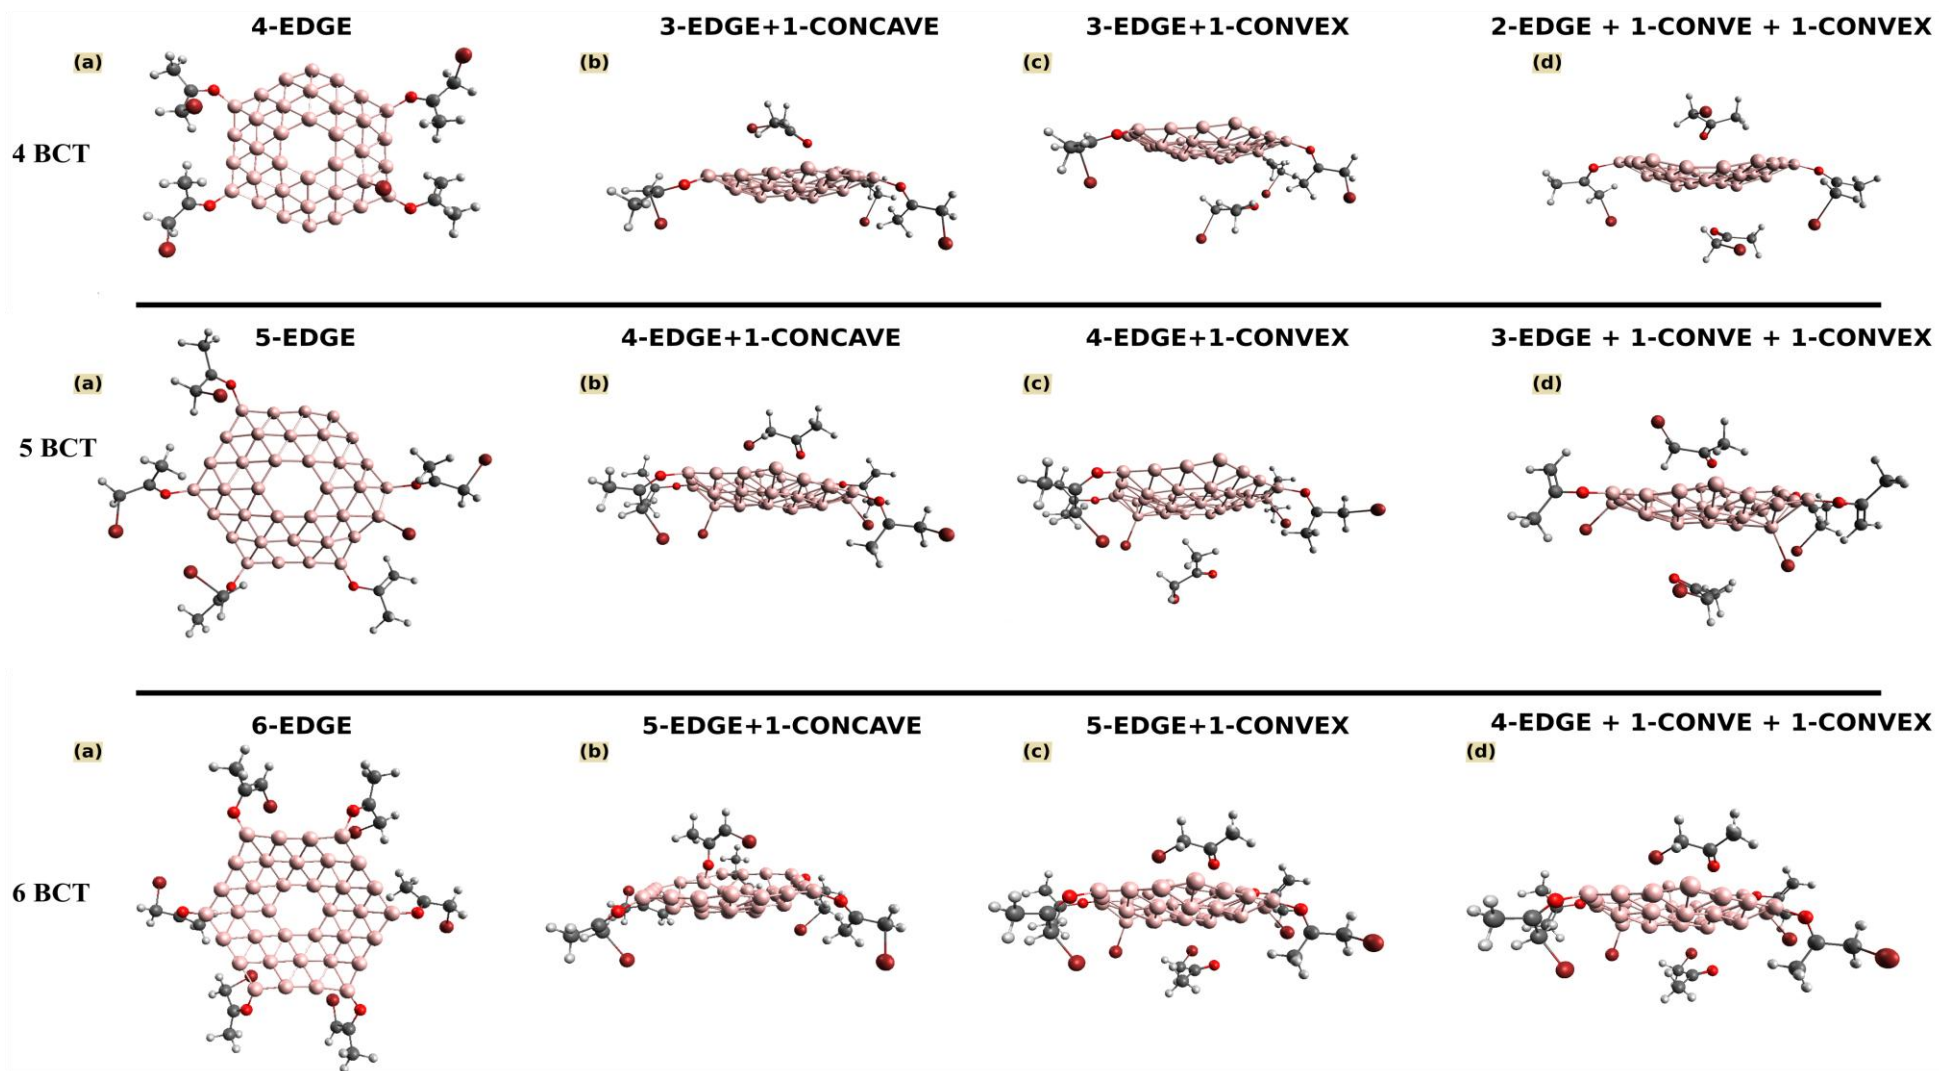 4-EDGE 3-EDGE+1-CONCAVE 3-EDGE+1-CONVEX 2-EDGE + 1-CONVE + 1-CONVEX
(a) (b) (c) (d)
4 BCT
5-EDGE 4-EDGE+1-CONCAVE 4-EDGE+1-CONVEX 3-EDGE + 1-CONVE + 1-CONVEX
(a) (b) (c) (d)
5 BCT
6-EDGE 5-EDGE+1-CONCAVE 5-EDGE+1-CONVEX 4-EDGE + 1-CONVE + 1-CONVEX
(a) (b) (c) (d)
6 BCT